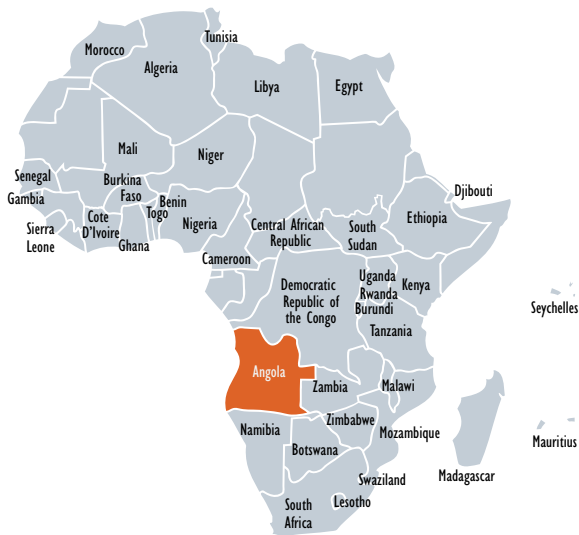 Tunisia
Morocco
Algeria
Libya
Egypt
Mali
Niger
Senegal
Burkina
Faso
Djibouti
Gambia
Benin
Togo
Cote
D'Ivoire
Nigeria
Ethiopia
Sierra
Leone
Ghana
Central African
Republic
South
Sudan
Cameroon
Uganda
Rwanda
Burundi
Kenya
Democratic
Republic of
the Congo
Seychelles
Tanzania
Angola
Zambia
Malawi
Zimbabwe
Namibia
Mozambique
Mauritius
Botswana
Swaziland
Madagascar
South
Africa
Lesotho